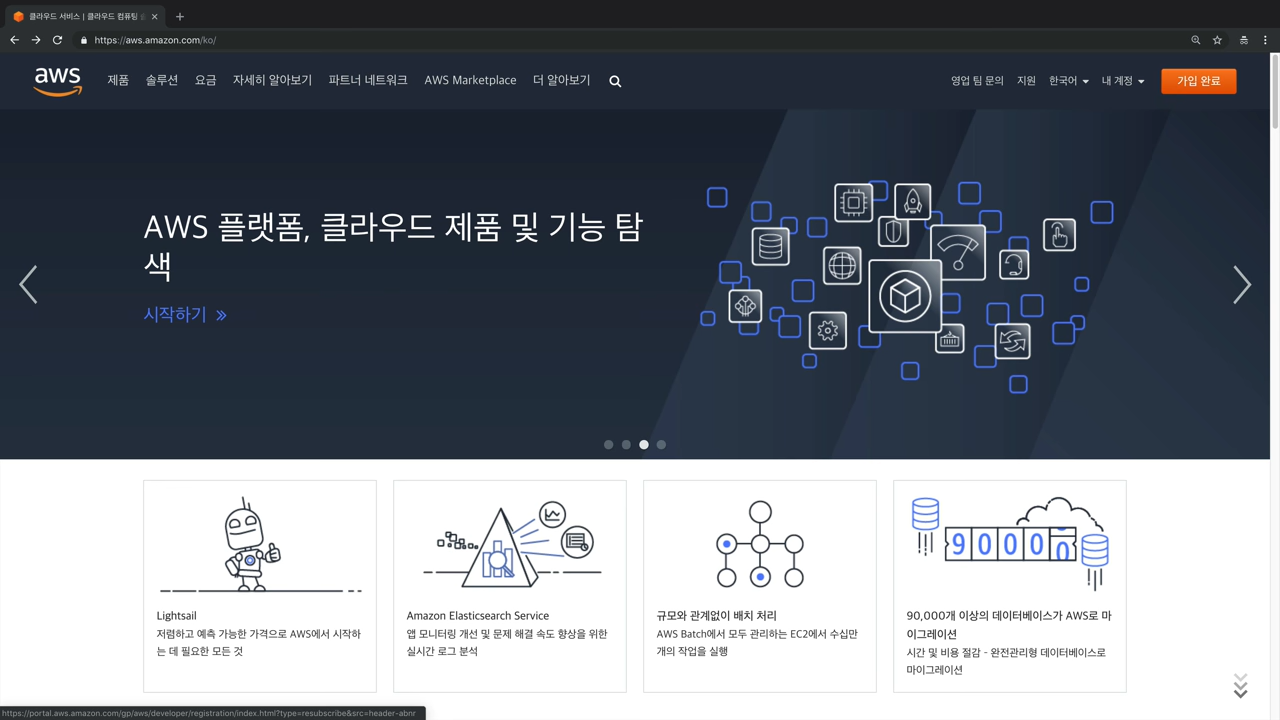 클라우드 서비스 | 클라우드 컴퓨팅
https://aws.amazon.com/ko/
aws
제품 솔루션 요금 자세히 알아보기 파트너 네트워크 AWS Marketplace 더 알아보기
영업 팀 문의 지원 한국어 내 계정 가입 완료
AWS 플랫폼, 클라우드 제품 및 기능 탐
색
시작하기 »
90000
Lightsail
저렴하고 예측 가능한 가격으로 AWS에서 시작하
는 데 필요한 모든 것
Amazon Elasticsearch Service
앱 모니터링 개선 및 문제 해결 속도 향상을 위한
실시간 로그 분석
규모와 관계없이 배치 처리
AWS Batch에서 모두 관리하는 EC2에서 수십만
개의 작업을 실행
90,000개 이상의 데이터베이스가 AWS로 마
이그레이션
시간 및 비용 절감 - 완전관리형 데이터베이스로
마이그레이션
https://portal.aws.amazon.com/gp/aws/developer/registration/index.html?type=resubscribe&src=header-abnr